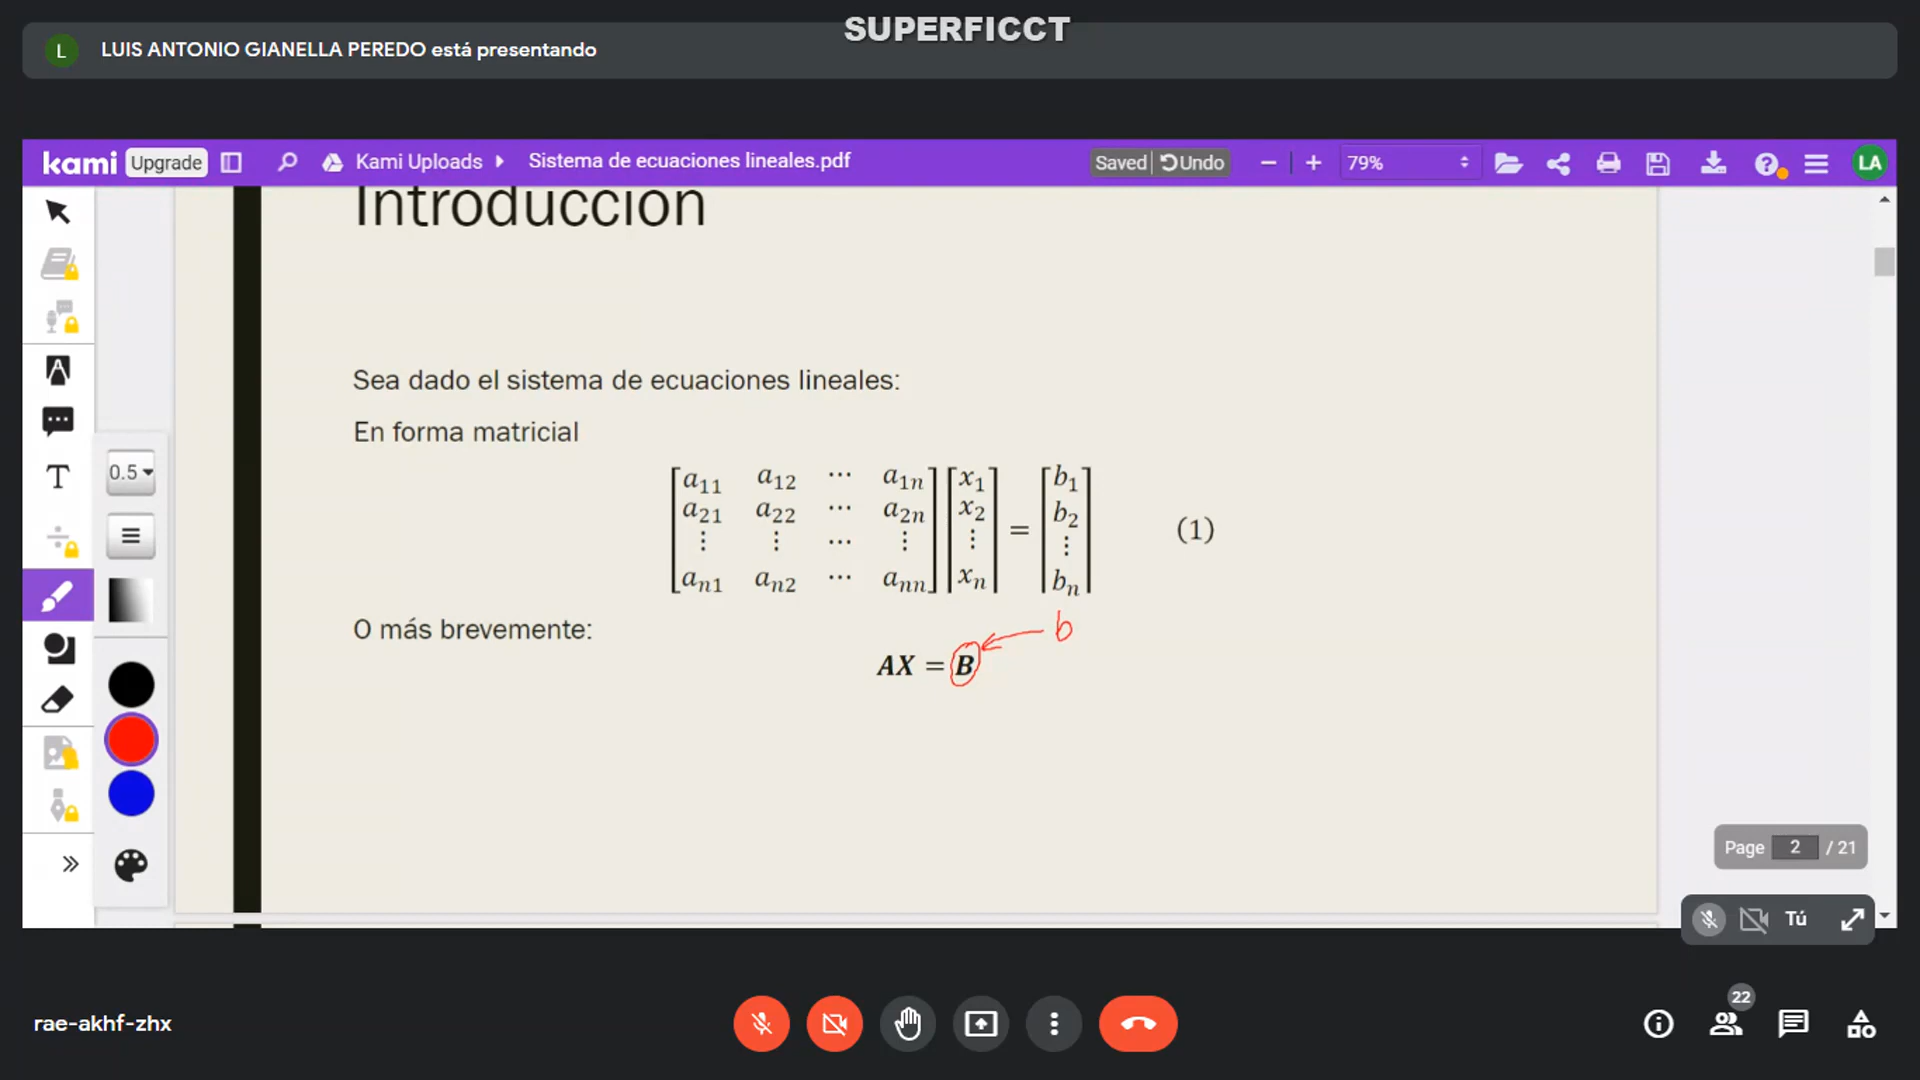 SUPERFICCT
L LUIS ANTONIO GIANELLA PEREDO está presentando
kami Upgrade Kami Uploads Sistema de ecuaciones lineales.pdf Saved Undo − + 79% ? LA
Introducción
Sea dado el sistema de ecuaciones lineales:
En forma matricial
a11 a12 ⋯ a1n x1 b1
a21 a22 ⋯ a2n x2 b2
⋮ ⋮ ⋯ ⋮ ⋮ = ⋮ (1)
an1 an2 ⋯ ann xn bn
O más brevemente:
b
AX = B
T
0.5
Page 2 / 21
Tú
rae-akhf-zhx
22